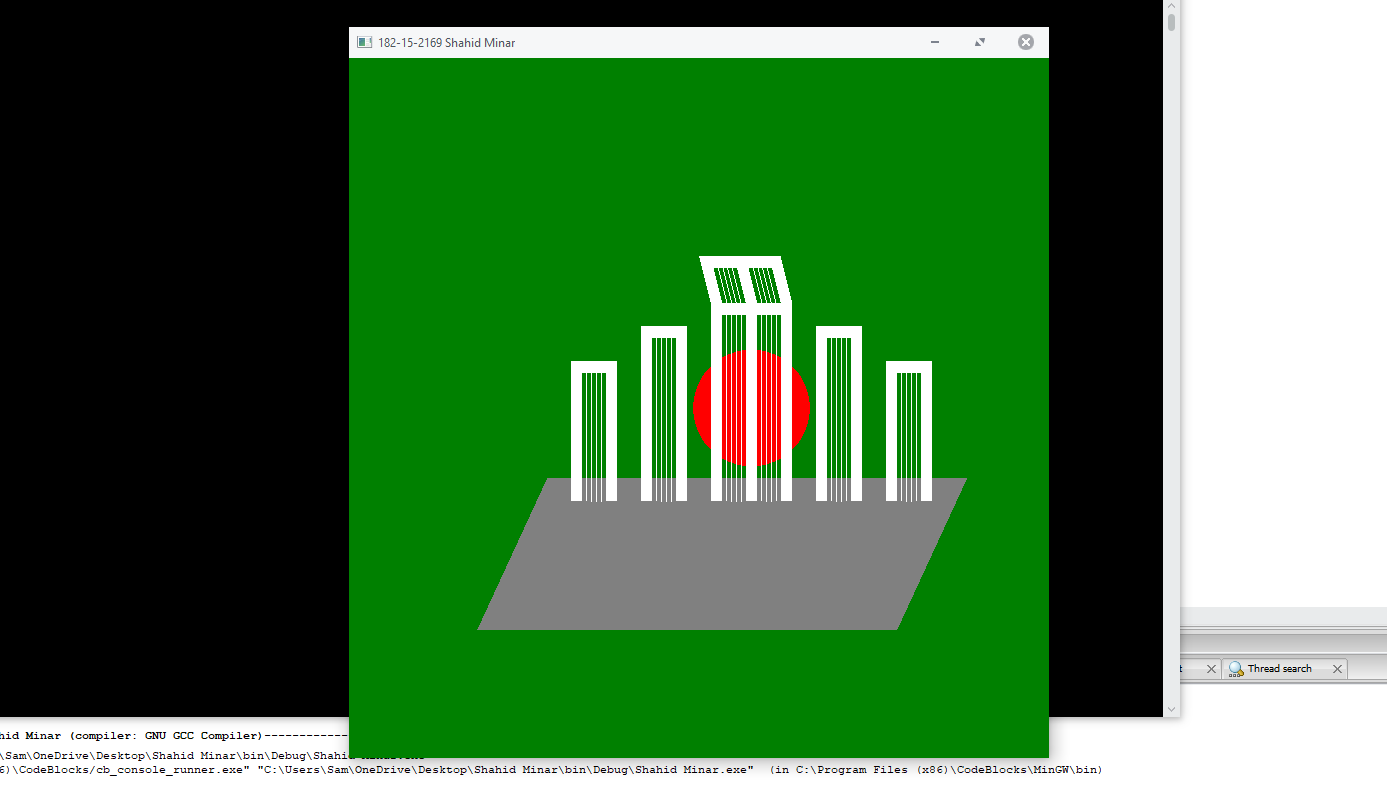 182-15-2169 Shahid Minar
Thread search
hid Minar (compiler: GNU GCC Compiler)-------------
\Sam\OneDrive\Desktop\Shahid Minar\bin\Debug\Shahid Minar.exe
6)\CodeBlocks/cb_console_runner.exe" "C:\Users\Sam\OneDrive\Desktop\Shahid Minar\bin\Debug\Shahid Minar.exe"  (in C:\Program Files (x86)\CodeBlocks\MinGW\bin)